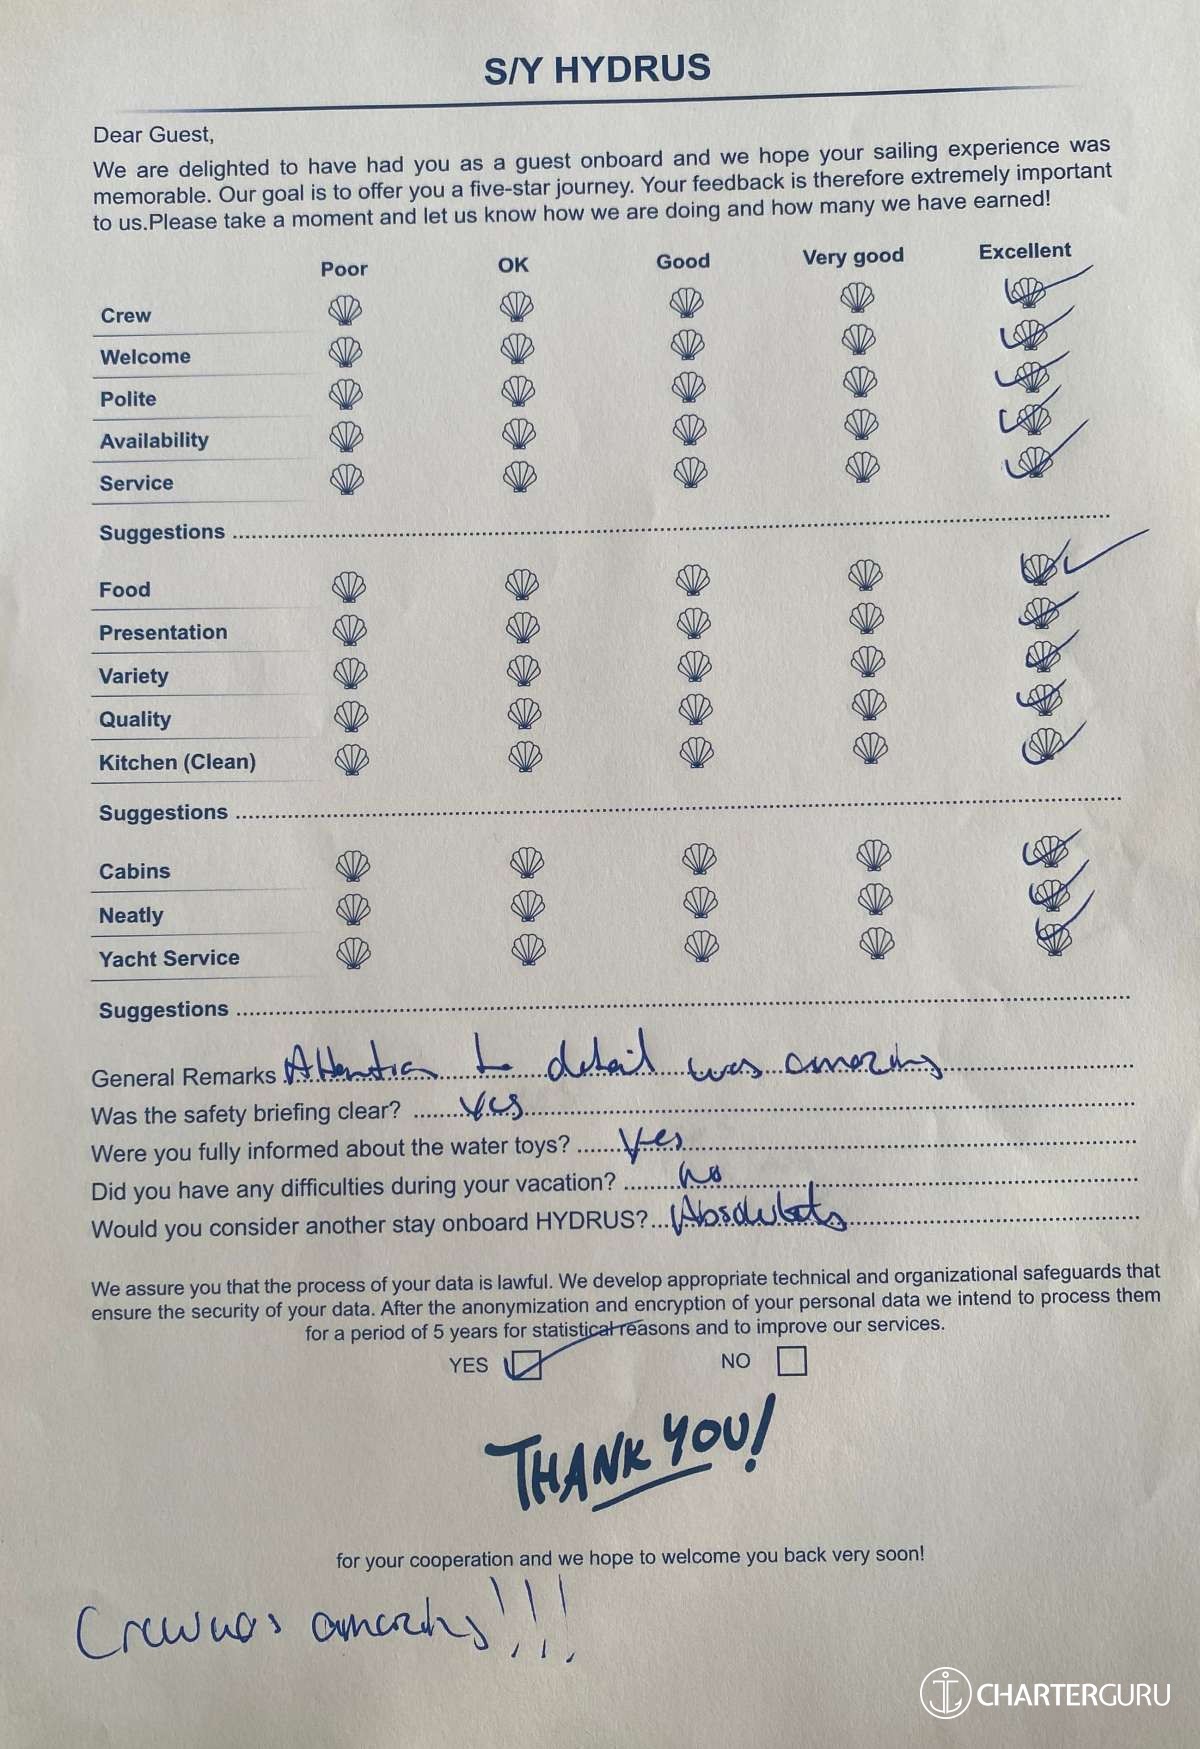 S/Y HYDRUS
Dear Guest,
We are delighted to have had you as a guest onboard and we hope your sailing experience was
memorable. Our goal is to offer you a five-star journey. Your feedback is therefore extremely important
to us.Please take a moment and let us know how we are doing and how many we have earned!
Poor OK Good Very good Excellent
Crew
Welcome
Polite
Availability
Service
Suggestions
Food
Presentation
Variety
Quality
Kitchen (Clean)
Suggestions
Cabins
Neatly
Yacht Service
Suggestions
General Remarks Attention to detail was amazing
Was the safety briefing clear? Yes
Were you fully informed about the water toys? Yes
Did you have any difficulties during your vacation? No
Would you consider another stay onboard HYDRUS? Absolutely
We assure you that the process of your data is lawful. We develop appropriate technical and organizational safeguards that
ensure the security of your data. After the anonymization and encryption of your personal data we intend to process them
for a period of 5 years for statistical reasons and to improve our services.
YES NO
THANK YOU!
for your cooperation and we hope to welcome you back very soon!
Crew was amazing!!!
CHARTERGURU